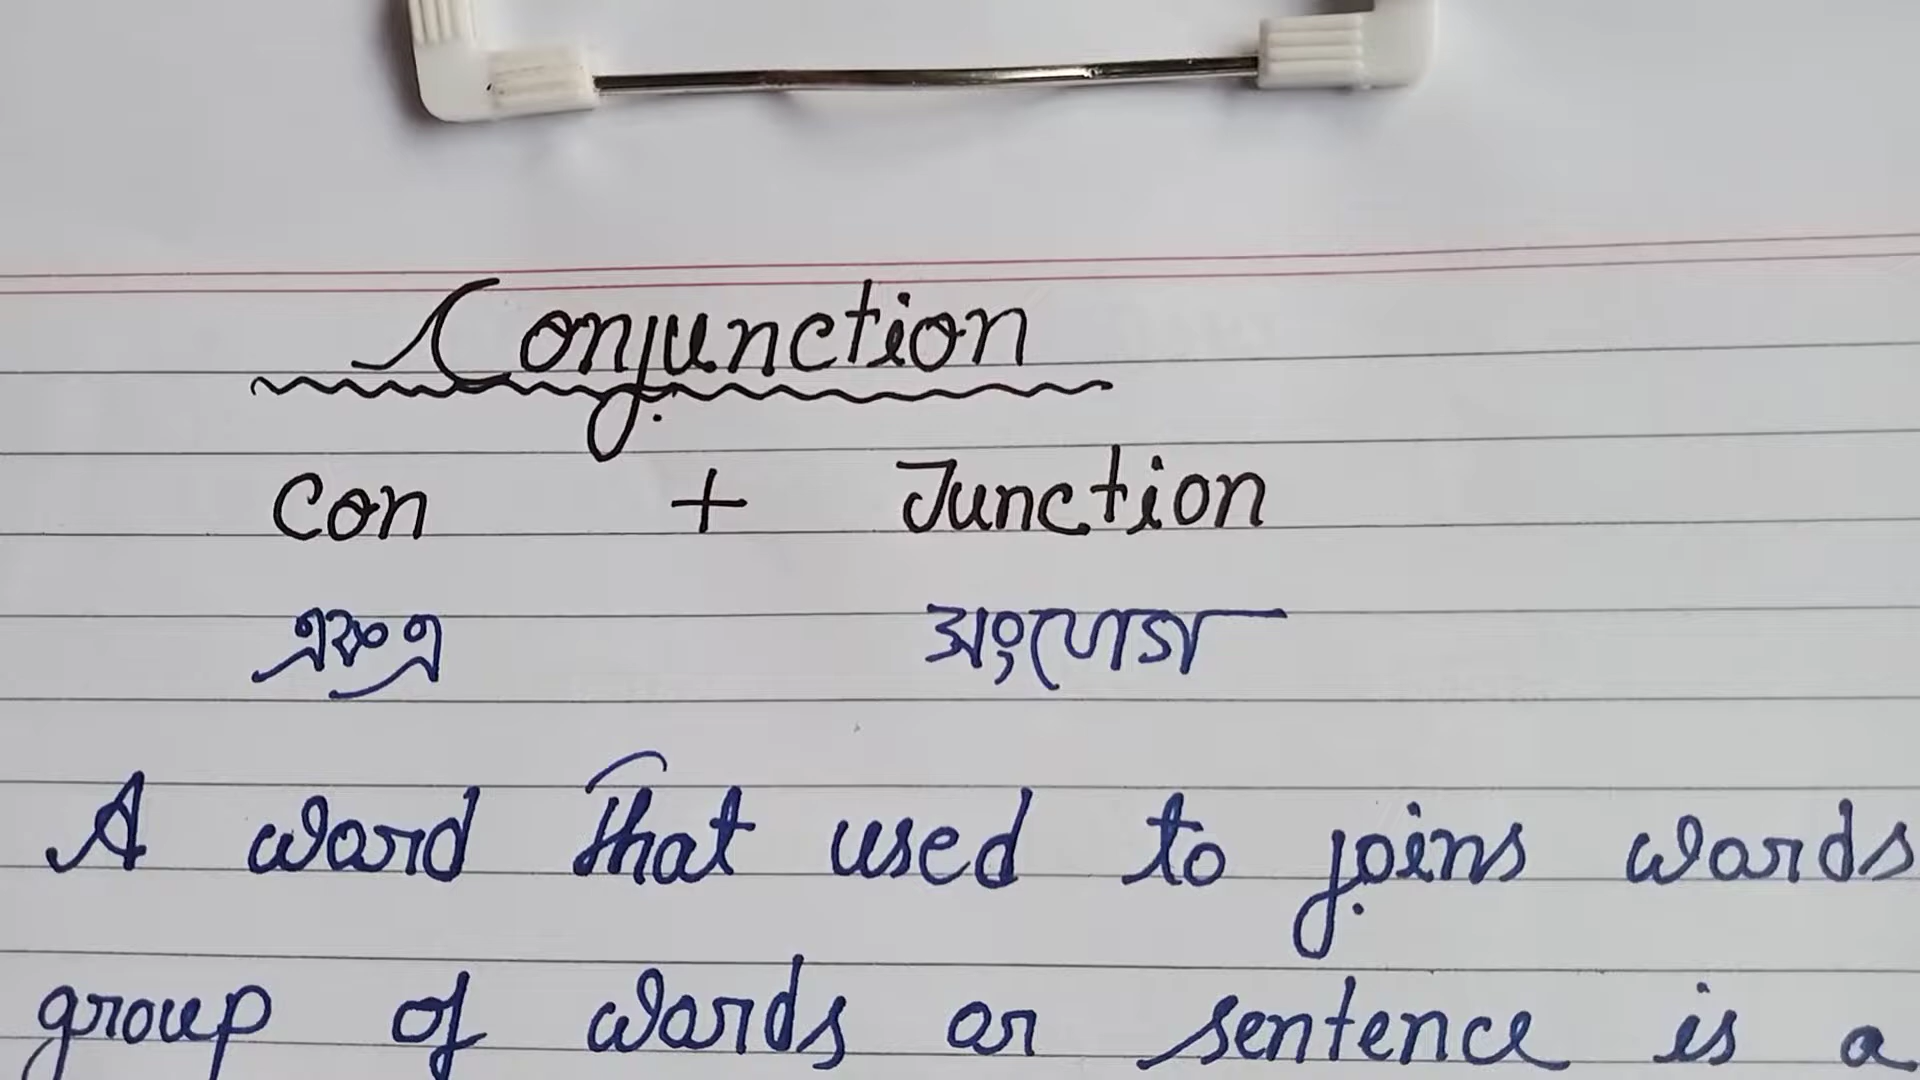 Conjunction
Con + Junction
একত্র সংযোগ
A word that used to joins words
group of words or sentence is a